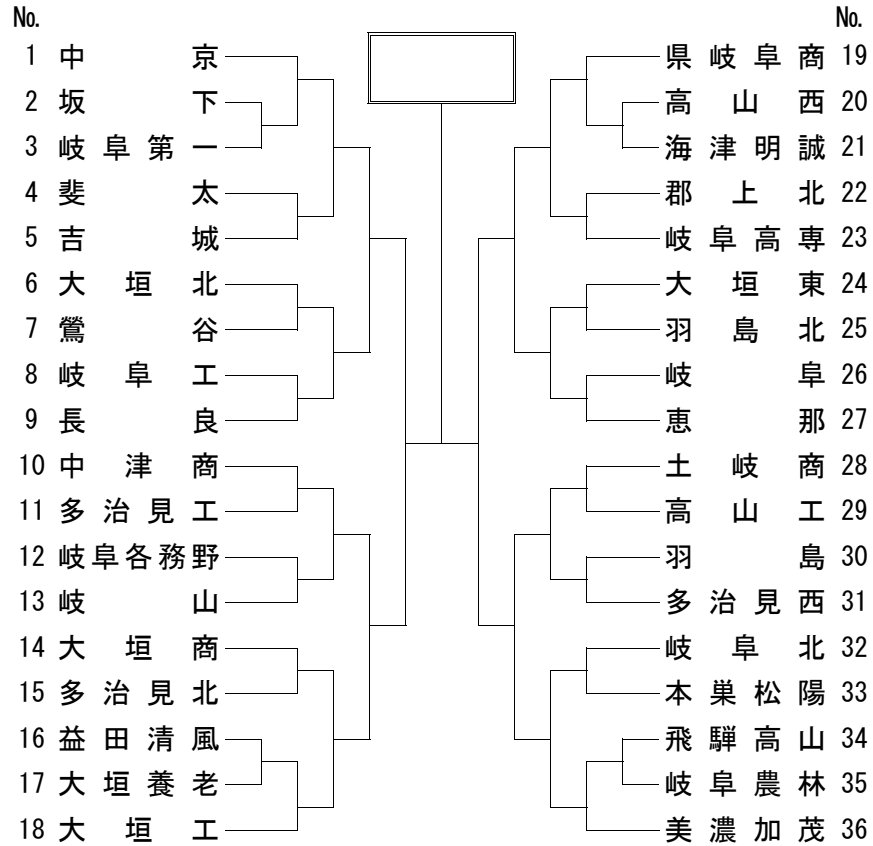 No.
1 中京
2 坂下
3 岐阜第一
4 斐太
5 吉城
6 大垣北
7 鶯谷
8 岐阜工
9 長良
10 中津商
11 多治見工
12 岐阜各務野
13 岐山
14 大垣商
15 多治見北
16 益田清風
17 大垣養老
18 大垣工
No.
県岐阜商 19
高山西 20
海津明誠 21
郡上北 22
岐阜高専 23
大垣東 24
羽島北 25
岐阜 26
恵那 27
土岐商 28
高山工 29
羽島 30
多治見西 31
岐阜北 32
本巣松陽 33
飛騨高山 34
岐阜農林 35
美濃加茂 36